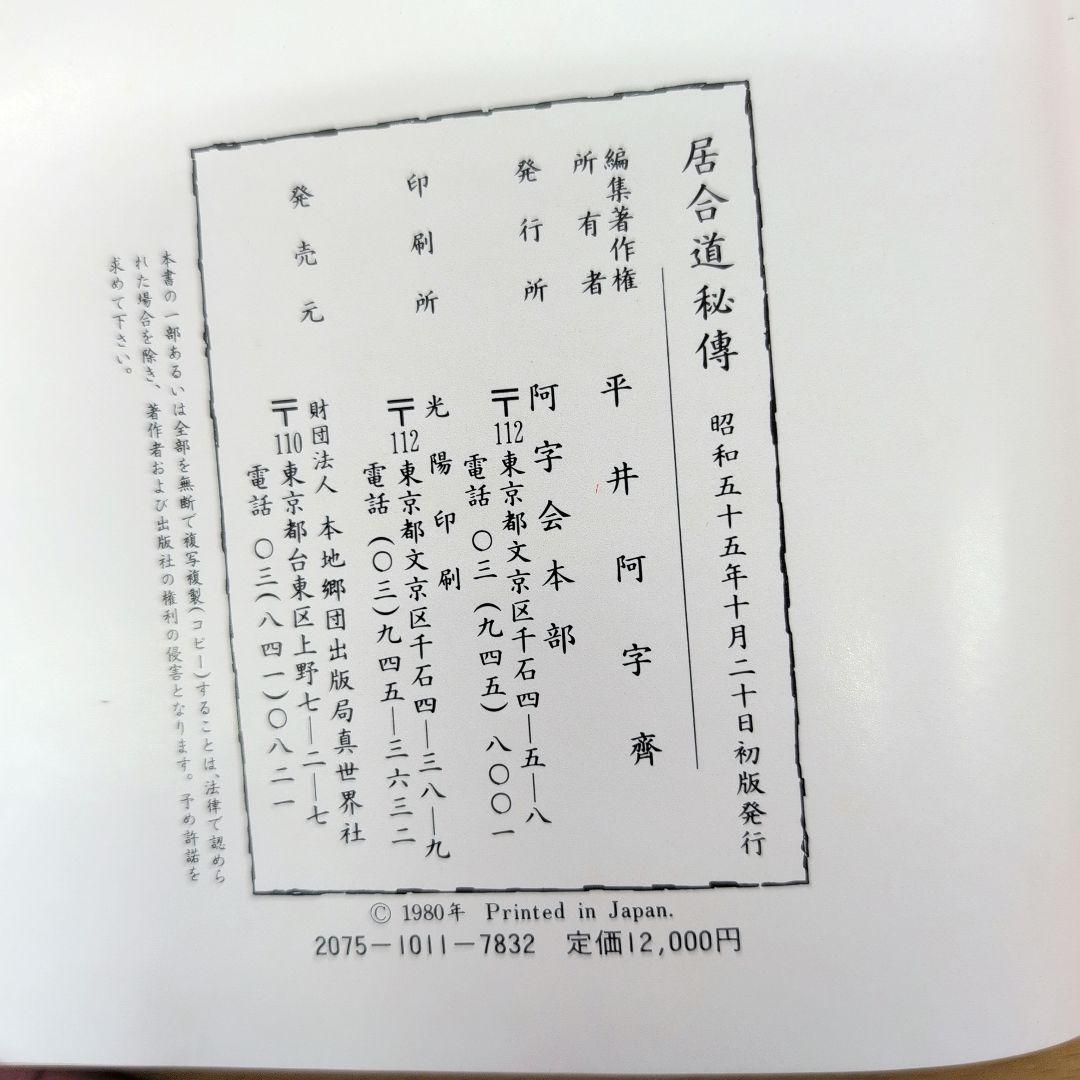 居合道秘傳 昭和五十五年十月二十日初版発行
編集著作権
所有者 平井阿字齊
発行所 阿字会本部
〒112東京都文京区千石四―五―八
電話 〇三(九四五)八〇〇一
印刷所 光陽印刷
〒112東京都文京区千石四―三八―九
電話(〇三)九四五―三六三二
発売元 財団法人 本地郷団出版局真世界社
〒110東京都台東区上野七―二―七
電話 〇三(八四一)〇八二一
本書の一部あるいは全部を無断で複写複製(コピー)することは、法律で認めら
れた場合を除き、著作者および出版社の権利の侵害となります。予め許諾を
求めて下さい。
© 1980年 Printed in Japan.
2075-1011-7832 定価12,000円